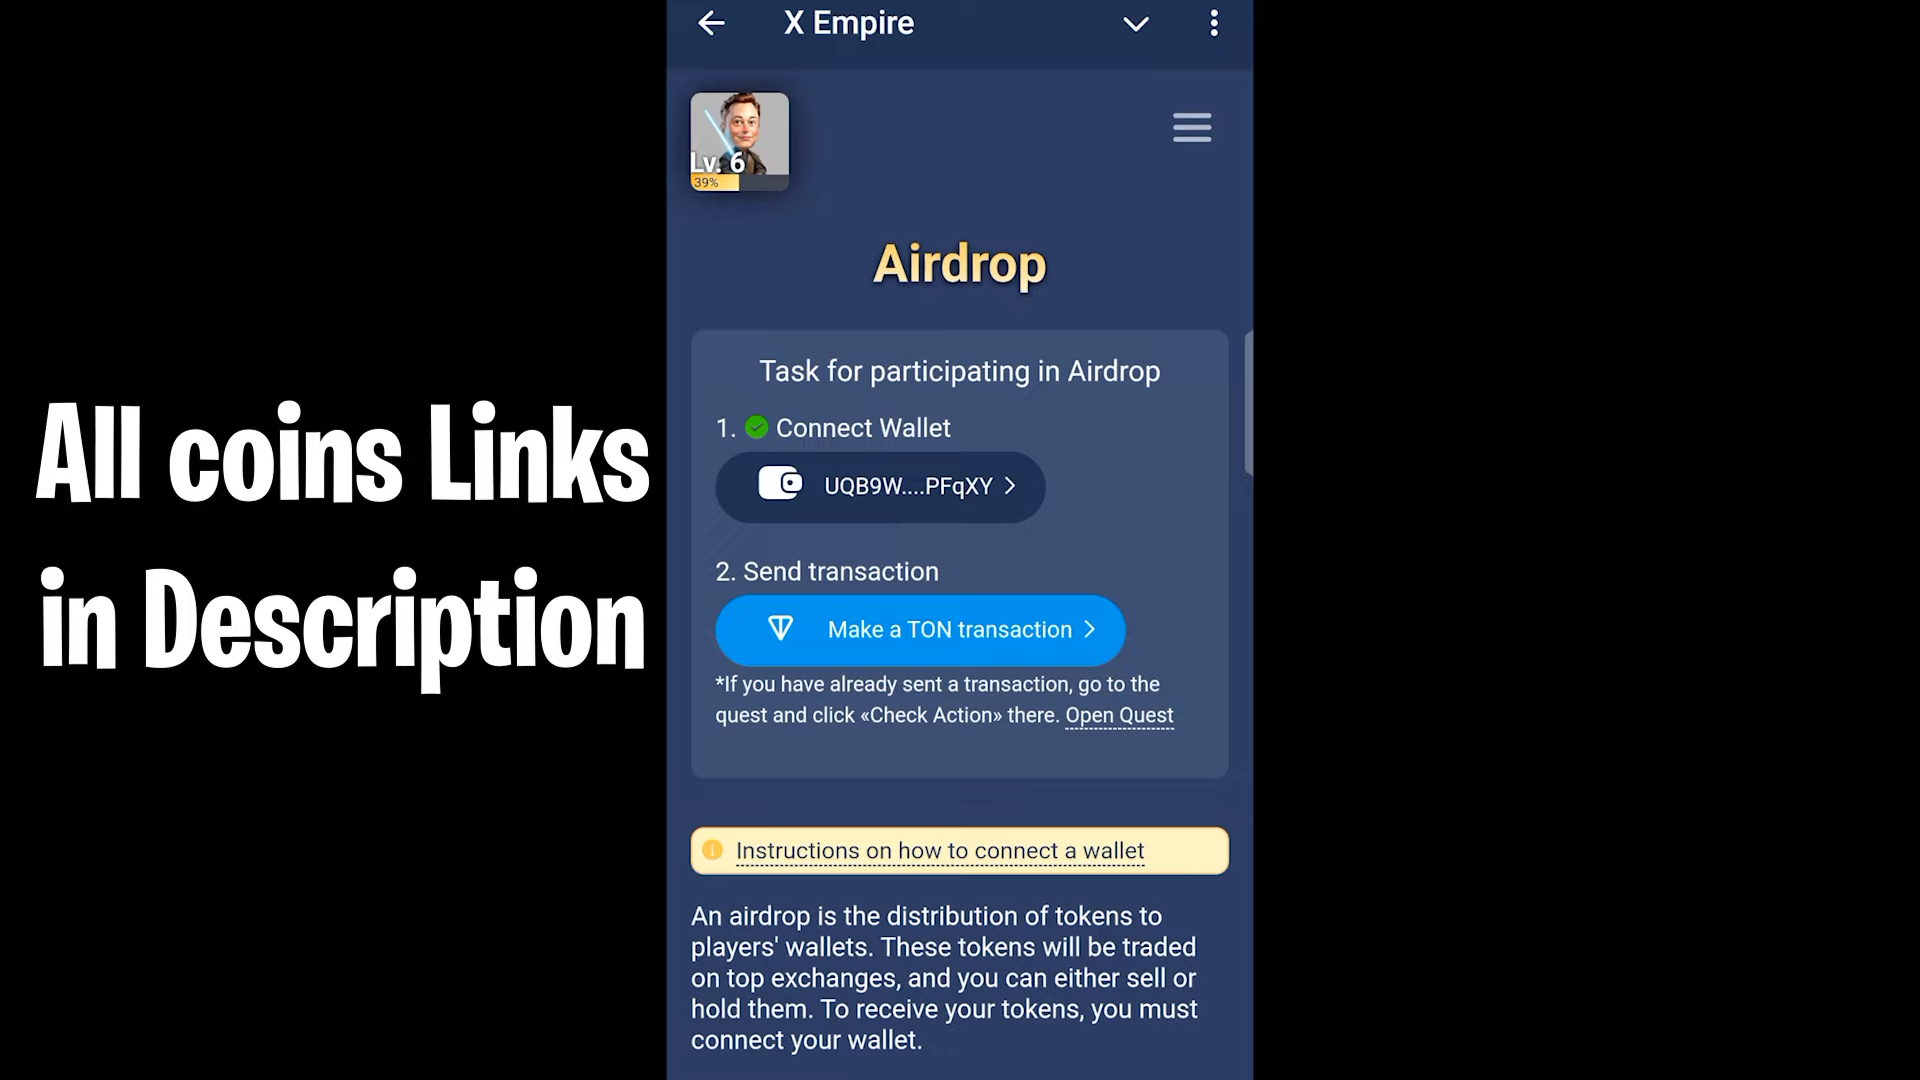 X Empire
Lv. 6
39%
Airdrop
All coins Links
in Description
Task for participating in Airdrop
1. Connect Wallet
UQB9W....PFqXY
2. Send transaction
Make a TON transaction
*If you have already sent a transaction, go to the
quest and click «Check Action» there. Open Quest
Instructions on how to connect a wallet
An airdrop is the distribution of tokens to
players' wallets. These tokens will be traded
on top exchanges, and you can either sell or
hold them. To receive your tokens, you must
connect your wallet.